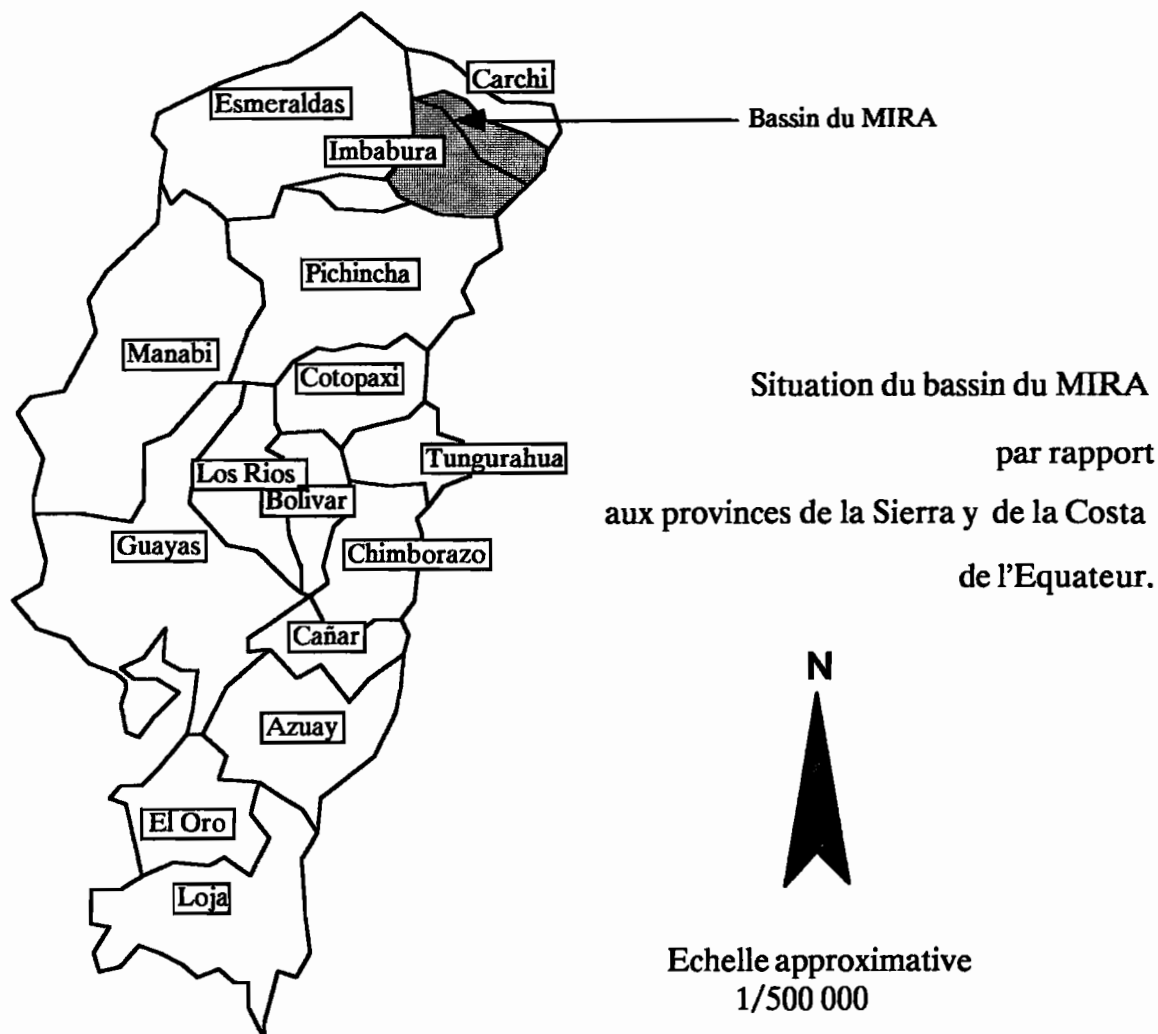 Carchi
Esmeraldas
Bassin du MIRA
Imbabura
Pichincha
Manabi
Cotopaxi
Situation du bassin du MIRA
par rapport
aux provinces de la Sierra y de la Costa
de l'Equateur.
Tungurahua
Los Rios
Bolivar
Guayas
Chimborazo
Cañar
N
Azuay
El Oro
Loja
Echelle approximative
1/500 000